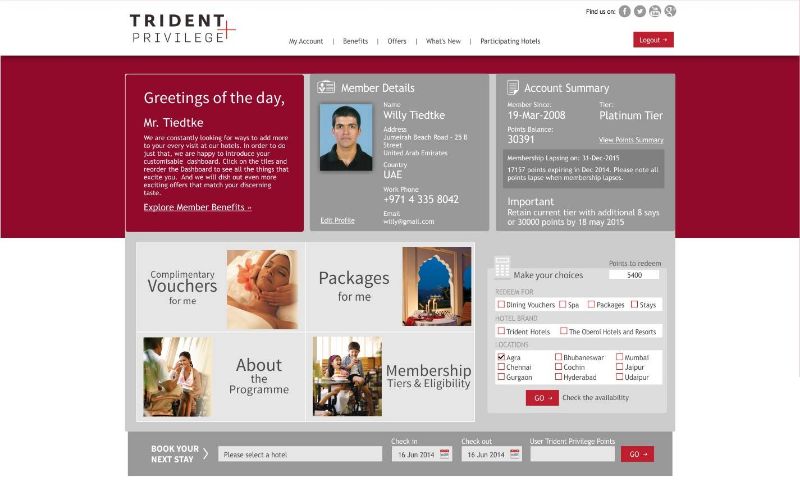 TRIDENT
PRIVILEGE
Find us on:
My Account | Benefits | Offers | What's New | Participating Hotels
Logout →
Greetings of the day,
Mr. Tiedtke
We are constantly looking for ways to add more
to your every visit at our hotels. In order to do
just that, we are happy to introduce your
customisable dashboard. Click on the tiles and
reorder the Dashboard to see all the things that
excite you. And we will dish out even more
exciting offers that match your discerning
taste.
Explore Member Benefits »
Member Details
Name
Willy Tiedtke
Address
Jumeirah Beach Road - 25 B
Street
United Arab Emirates
Country
UAE
Work Phone
+971 4 335 8042
Email
willy@gmail.com
Edit Profile
Account Summary
Member Since:
19-Mar-2008
Tier:
Platinum Tier
Points Balance:
30391
View Points Summary
Membership Lapsing on: 31-Dec-2015
17157 points expiring in Dec 2014. Please note all
points lapse when membership lapses.
Important
Retain current tier with additional 8 says
or 30000 points by 18 may 2015
Complimentary
Vouchers
for me
Packages
for me
About
the
Programme
Membership
Tiers & Eligibility
Make your choices
Points to redeem
5400
REDEEM FOR
Dining Vouchers Spa Packages Stays
HOTEL BRAND
Trident Hotels The Oberoi Hotels and Resorts
LOCATIONS
Agra Bhubaneswar Mumbai
Chennai Cochin Jaipur
Gurgaon Hyderabad Udaipur
GO → Check the availability
BOOK YOUR
NEXT STAY
Please select a hotel
Check in
16 Jun 2014
Check out
16 Jun 2014
User Trident Privilege Points
GO →